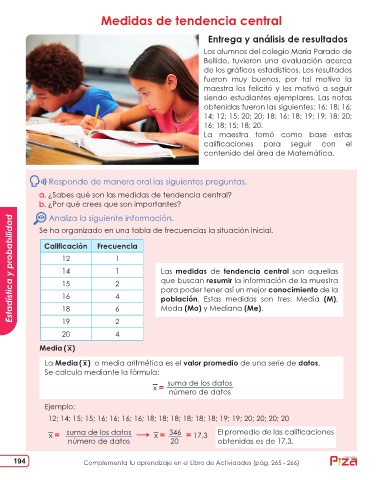 Medidas de tendencia central
Entrega y análisis de resultados
Los alumnos del colegio María Parado de
Bellido, tuvieron una evaluación acerca
de los gráficos estadísticos. Los resultados
fueron muy buenos, por tal motivo la
maestra los felicitó y les motivó a seguir
siendo estudiantes ejemplares. Las notas
obtenidas fueron las siguientes: 16; 18; 16;
14; 12; 15; 20; 20; 18; 16; 18; 19; 19; 18; 20;
16; 18; 15; 18; 20.
La maestra tomó como base estas
calificaciones para seguir con el
contenido del área de Matemática.
Responde de manera oral las siguientes preguntas.
a. ¿Sabes qué son las medidas de tendencia central?
b. ¿Por qué crees que son importantes?
Analiza la siguiente información.
Se ha organizado en una tabla de frecuencias la situación inicial.
Calificación Frecuencia
12 1
14 1
15 2
16 4
18 6
19 2
20 4
Las medidas de tendencia central son aquellas
que buscan resumir la información de la muestra
para poder tener así un mejor conocimiento de la
población. Estas medidas son tres: Media (M),
Moda (Mo) y Mediana (Me).
Estadística y probabilidad
Media (x̅)
La Media (x̅) o media aritmética es el valor promedio de una serie de datos.
Se calcula mediante la fórmula:
x̅ = suma de los datos
número de datos
Ejemplo:
12; 14; 15; 15; 16; 16; 16; 16; 18; 18; 18; 18; 18; 18; 19; 19; 20; 20; 20; 20
x̅ = suma de los datos → x̅ = 346 = 17,3
número de datos 20
El promedio de las calificaciones
obtenidas es de 17,3.
194
Complementa tu aprendizaje en el Libro de Actividades (pág. 265 - 266)
Piza